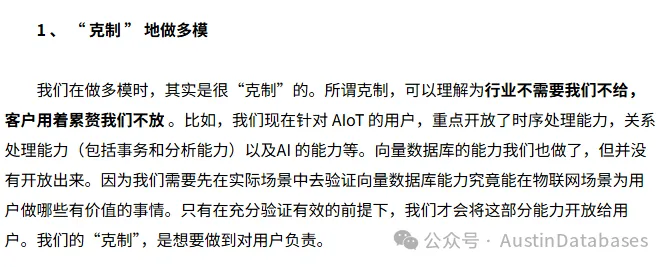 1、 “克制” 地做多模
我们在做多模时，其实是很“克制”的。所谓克制，可以理解为行业不需要我们不给，
客户用着累赘我们不放 。比如，我们现在针对 AIoT 的用户，重点开放了时序处理能力，关系
处理能力（包括事务和分析能力）以及AI 的能力等。向量数据库的能力我们也做了，但并没
有开放出来。因为我们需要先在实际场景中去验证向量数据库能力究竟能在物联网场景为用
户做哪些有价值的事情。只有在充分验证有效的前提下，我们才会将这部分能力开放给用
户。我们的“克制”，是想要做到对用户负责。
公众号 · AustinDatabases